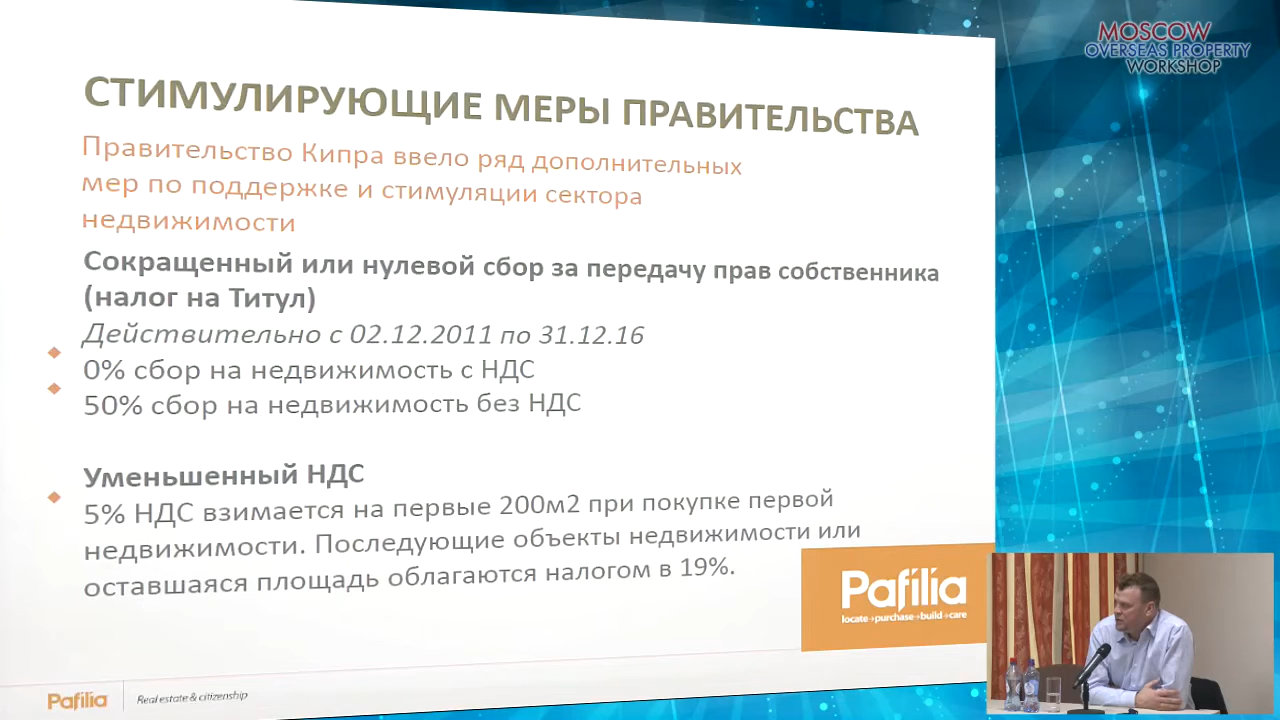 MOSCOW
OVERSEAS PROPERTY
WORKSHOP
СТИМУЛИРУЮЩИЕ МЕРЫ ПРАВИТЕЛЬСТВА
Правительство Кипра ввело ряд дополнительных
мер по поддержке и стимуляции сектора
недвижимости
Сокращенный или нулевой сбор за передачу прав собственника
(налог на Титул)
Действительно с 02.12.2011 по 31.12.16
0% сбор на недвижимость с НДС
50% сбор на недвижимость без НДС
Уменьшенный НДС
5% НДС взимается на первые 200м2 при покупке первой
недвижимости. Последующие объекты недвижимости или
оставшаяся площадь облагаются налогом в 19%.
Pafilia
locate→purchase→build→care
Pafilia
Real estate & citizenship